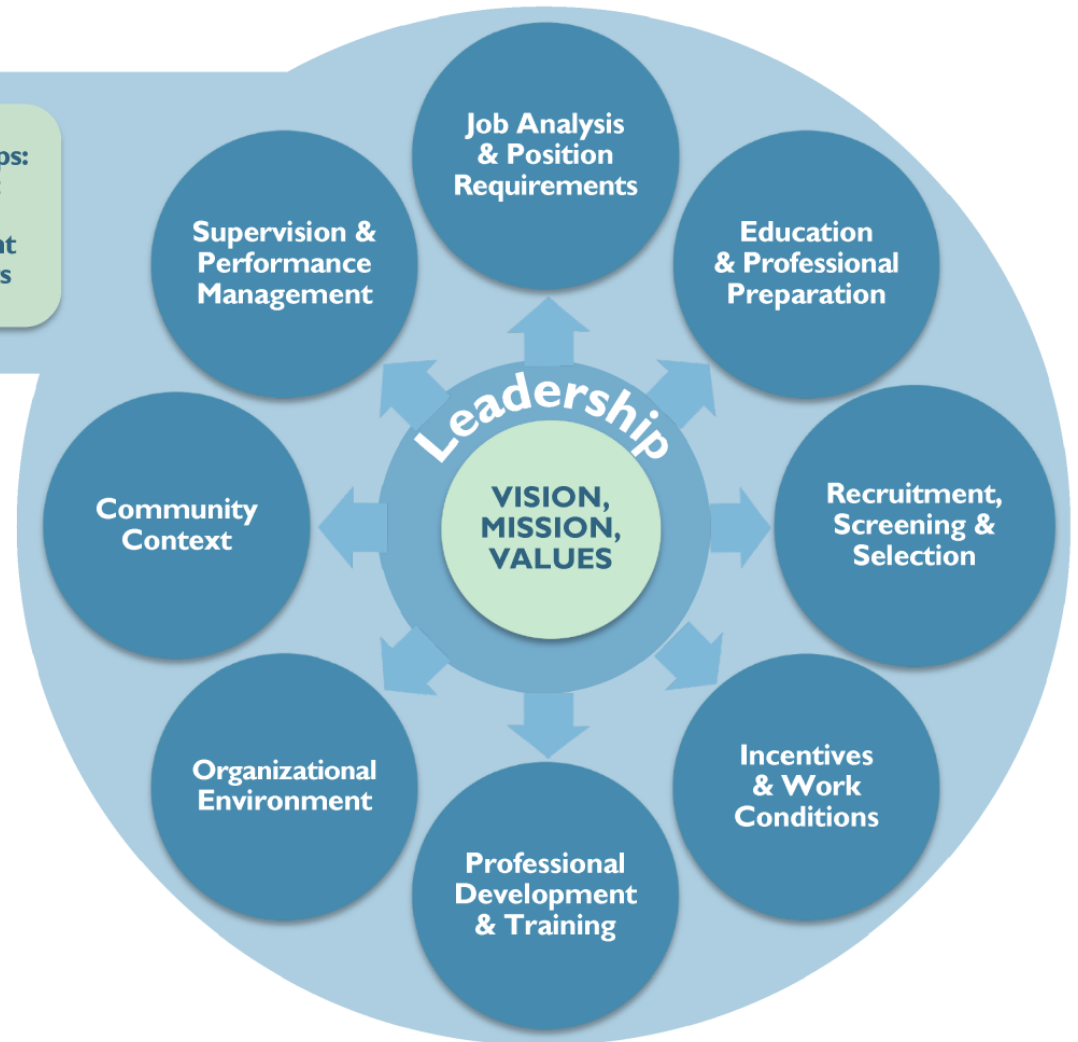 Job Analysis
& Position
Requirements
Education
& Professional
Preparation
Recruitment,
Screening &
Selection
Incentives
& Work
Conditions
Professional
Development
& Training
Organizational
Environment
Community
Context
Supervision &
Performance
Management
Leadership
VISION,
MISSION,
VALUES